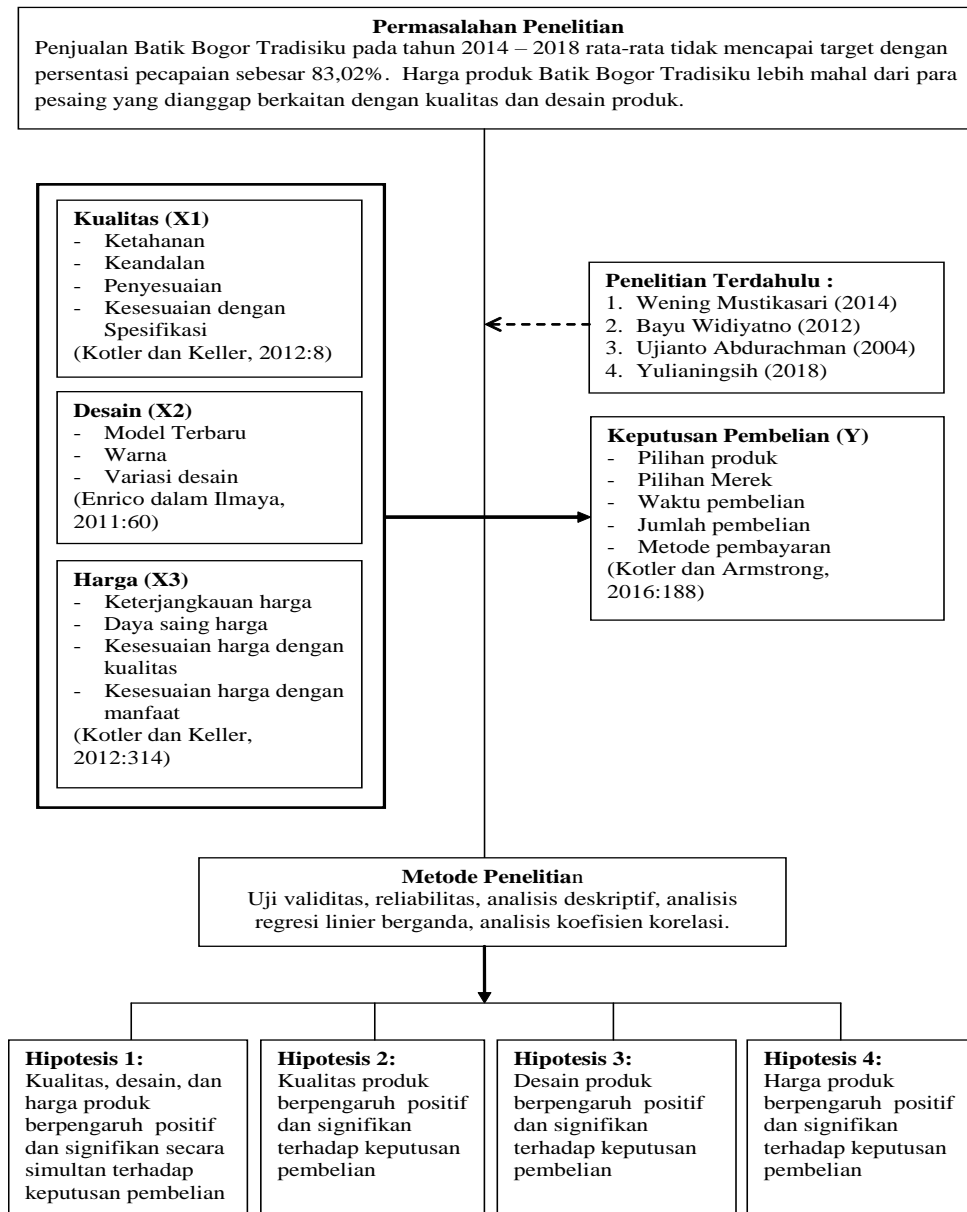 Permasalahan Penelitian
Penjualan Batik Bogor Tradisiku pada tahun 2014 – 2018 rata-rata tidak mencapai target dengan
persentasi pecapaian sebesar 83,02%. Harga produk Batik Bogor Tradisiku lebih mahal dari para
pesaing yang dianggap berkaitan dengan kualitas dan desain produk.
Kualitas (X1)
- Ketahanan
- Keandalan
- Penyesuaian
- Kesesuaian dengan
Spesifikasi
(Kotler dan Keller, 2012:8)
Desain (X2)
- Model Terbaru
- Warna
- Variasi desain
(Enrico dalam Ilmaya,
2011:60)
Harga (X3)
- Keterjangkauan harga
- Daya saing harga
- Kesesuaian harga dengan
kualitas
- Kesesuaian harga dengan
manfaat
(Kotler dan Keller,
2012:314)
Penelitian Terdahulu :
1. Wening Mustikasari (2014)
2. Bayu Widiyatno (2012)
3. Ujianto Abdurachman (2004)
4. Yulianingsih (2018)
Keputusan Pembelian (Y)
- Pilihan produk
- Pilihan Merek
- Waktu pembelian
- Jumlah pembelian
- Metode pembayaran
(Kotler dan Armstrong,
2016:188)
Metode Penelitian
Uji validitas, reliabilitas, analisis deskriptif, analisis
regresi linier berganda, analisis koefisien korelasi.
Hipotesis 1:
Kualitas, desain, dan
harga produk
berpengaruh positif
dan signifikan secara
simultan terhadap
keputusan pembelian
Hipotesis 2:
Kualitas produk
berpengaruh positif
dan signifikan
terhadap keputusan
pembelian
Hipotesis 3:
Desain produk
berpengaruh positif
dan signifikan
terhadap keputusan
pembelian
Hipotesis 4:
Harga produk
berpengaruh positif
dan signifikan
terhadap keputusan
pembelian